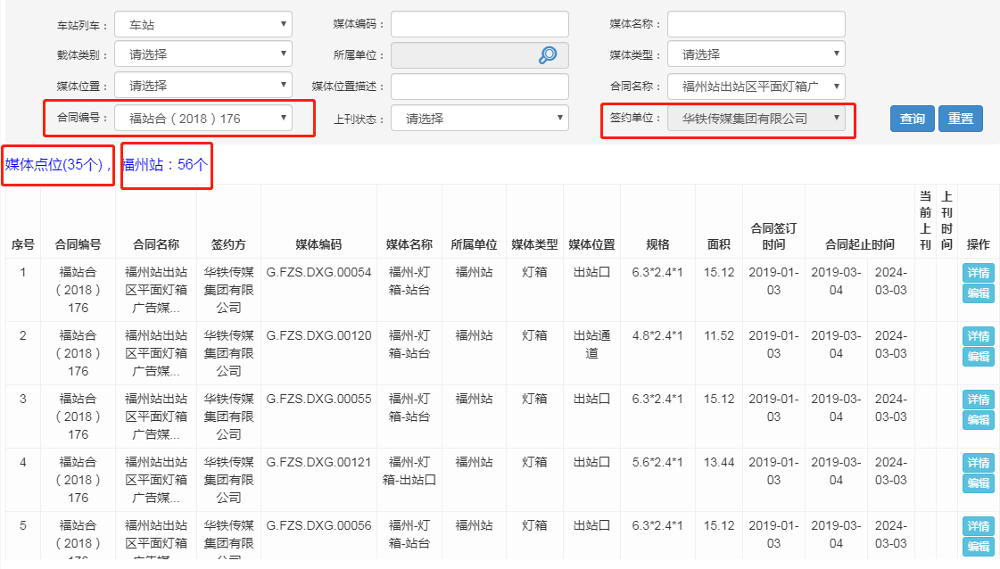 车站列车： 车站 媒体编码： 媒体名称：
载体类别： 请选择 所属单位： 媒体类型： 请选择
媒体位置： 请选择 媒体位置描述： 合同名称： 福州站出站区平面灯箱广
合同编号： 福站合（2018）176 上刊状态： 请选择 签约单位： 华铁传媒集团有限公司 查询 重置
媒体点位(35个)， 福州站：56个
序号 合同编号 合同名称 签约方 媒体编码 媒体名称 所属单位 媒体类型 媒体位置 规格 面积 合同签订时间 合同起止时间 当前上刊 上刊时间 操作
1 福站合 福州站出站 华铁传媒 G.FZS.DXG.00054 福州-灯 福州站 灯箱 出站口 6.3*2.4*1 15.12 2019-01- 2019-03- 2024- 详情
（2018） 区平面灯箱 集团有限 箱-站台 03 04 03-03 编辑
176 广告媒... 公司
2 福站合 福州站出站 华铁传媒 G.FZS.DXG.00120 福州-灯 福州站 灯箱 出站通 4.8*2.4*1 11.52 2019-01- 2019-03- 2024- 详情
（2018） 区平面灯箱 集团有限 箱-站台 道 03 04 03-03 编辑
176 广告媒... 公司
3 福站合 福州站出站 华铁传媒 G.FZS.DXG.00055 福州-灯 福州站 灯箱 出站口 6.3*2.4*1 15.12 2019-01- 2019-03- 2024- 详情
（2018） 区平面灯箱 集团有限 箱-站台 03 04 03-03 编辑
176 广告媒... 公司
4 福站合 福州站出站 华铁传媒 G.FZS.DXG.00121 福州-灯 福州站 灯箱 出站口 5.6*2.4*1 13.44 2019-01- 2019-03- 2024- 详情
（2018） 区平面灯箱 集团有限 箱-出站口 03 04 03-03 编辑
176 广告媒... 公司
5 福站合 福州站出站 华铁传媒 G.FZS.DXG.00056 福州-灯 福州站 灯箱 出站口 6.3*2.4*1 15.12 2019-01- 2019-03- 2024- 详情
（2018） 区平面灯箱 集团有限 箱-站台 03 04 03-03 编辑